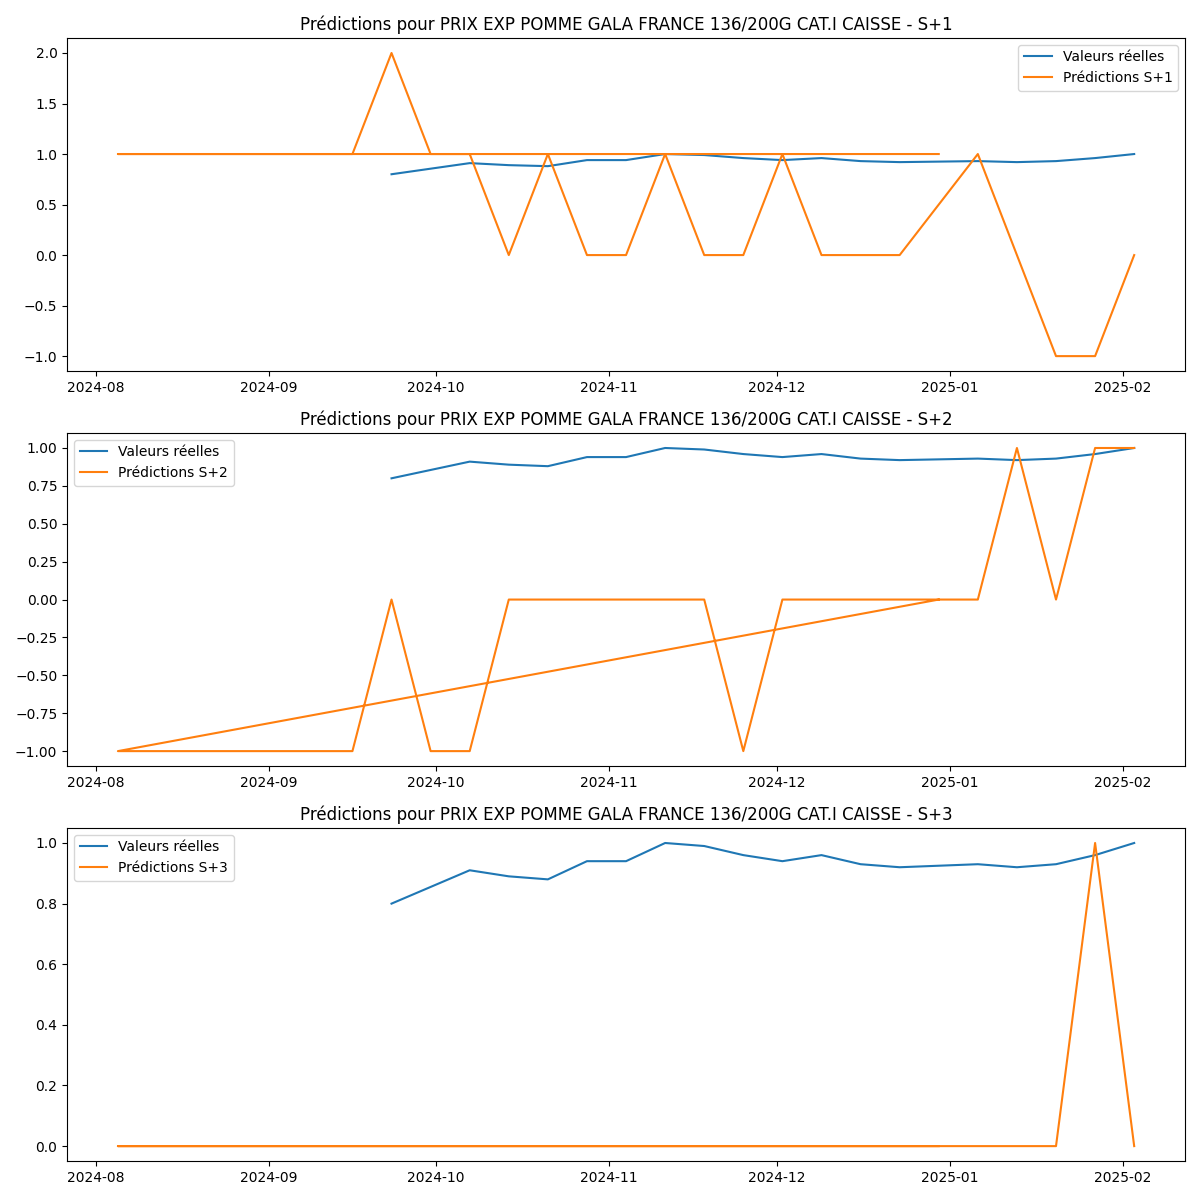 Prédictions pour PRIX EXP POMME GALA FRANCE 136/200G CAT.I CAISSE - S+1
Valeurs réelles
Prédictions S+1
2.0
1.5
1.0
0.5
0.0
−0.5
−1.0
2024-08 2024-09 2024-10 2024-11 2024-12 2025-01 2025-02
Prédictions pour PRIX EXP POMME GALA FRANCE 136/200G CAT.I CAISSE - S+2
Valeurs réelles
Prédictions S+2
1.00
0.75
0.50
0.25
0.00
−0.25
−0.50
−0.75
−1.00
2024-08 2024-09 2024-10 2024-11 2024-12 2025-01 2025-02
Prédictions pour PRIX EXP POMME GALA FRANCE 136/200G CAT.I CAISSE - S+3
Valeurs réelles
Prédictions S+3
1.0
0.8
0.6
0.4
0.2
0.0
2024-08 2024-09 2024-10 2024-11 2024-12 2025-01 2025-02